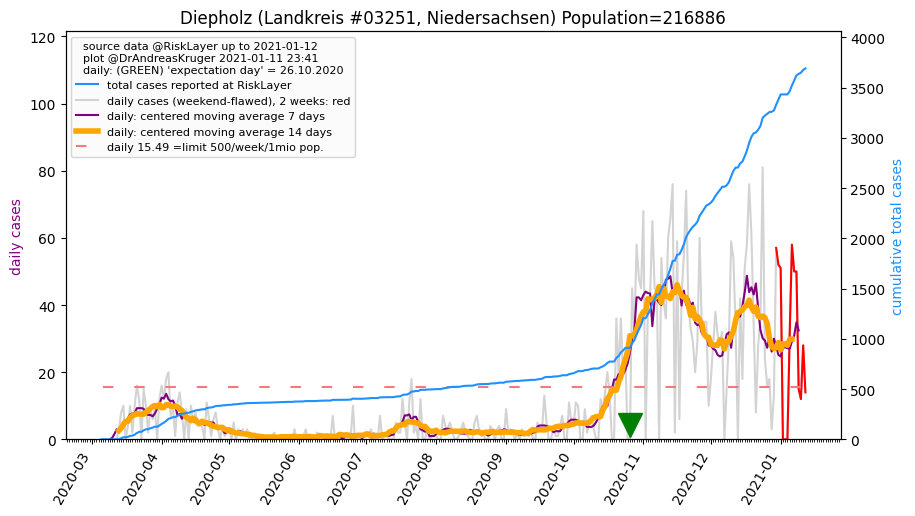 Diepholz (Landkreis #03251, Niedersachsen) Population=216886
source data @RiskLayer up to 2021-01-12
plot @DrAndreasKruger 2021-01-11 23:41
daily: (GREEN) 'expectation day' = 26.10.2020
total cases reported at RiskLayer
daily cases (weekend-flawed), 2 weeks: red
daily: centered moving average 7 days
daily: centered moving average 14 days
daily 15.49 =limit 500/week/1mio pop.
daily cases
120
100
80
60
40
20
0
cumulative total cases
4000
3500
3000
2500
2000
1500
1000
500
0
2020-03
2020-04
2020-05
2020-06
2020-07
2020-08
2020-09
2020-10
2020-11
2020-12
2021-01